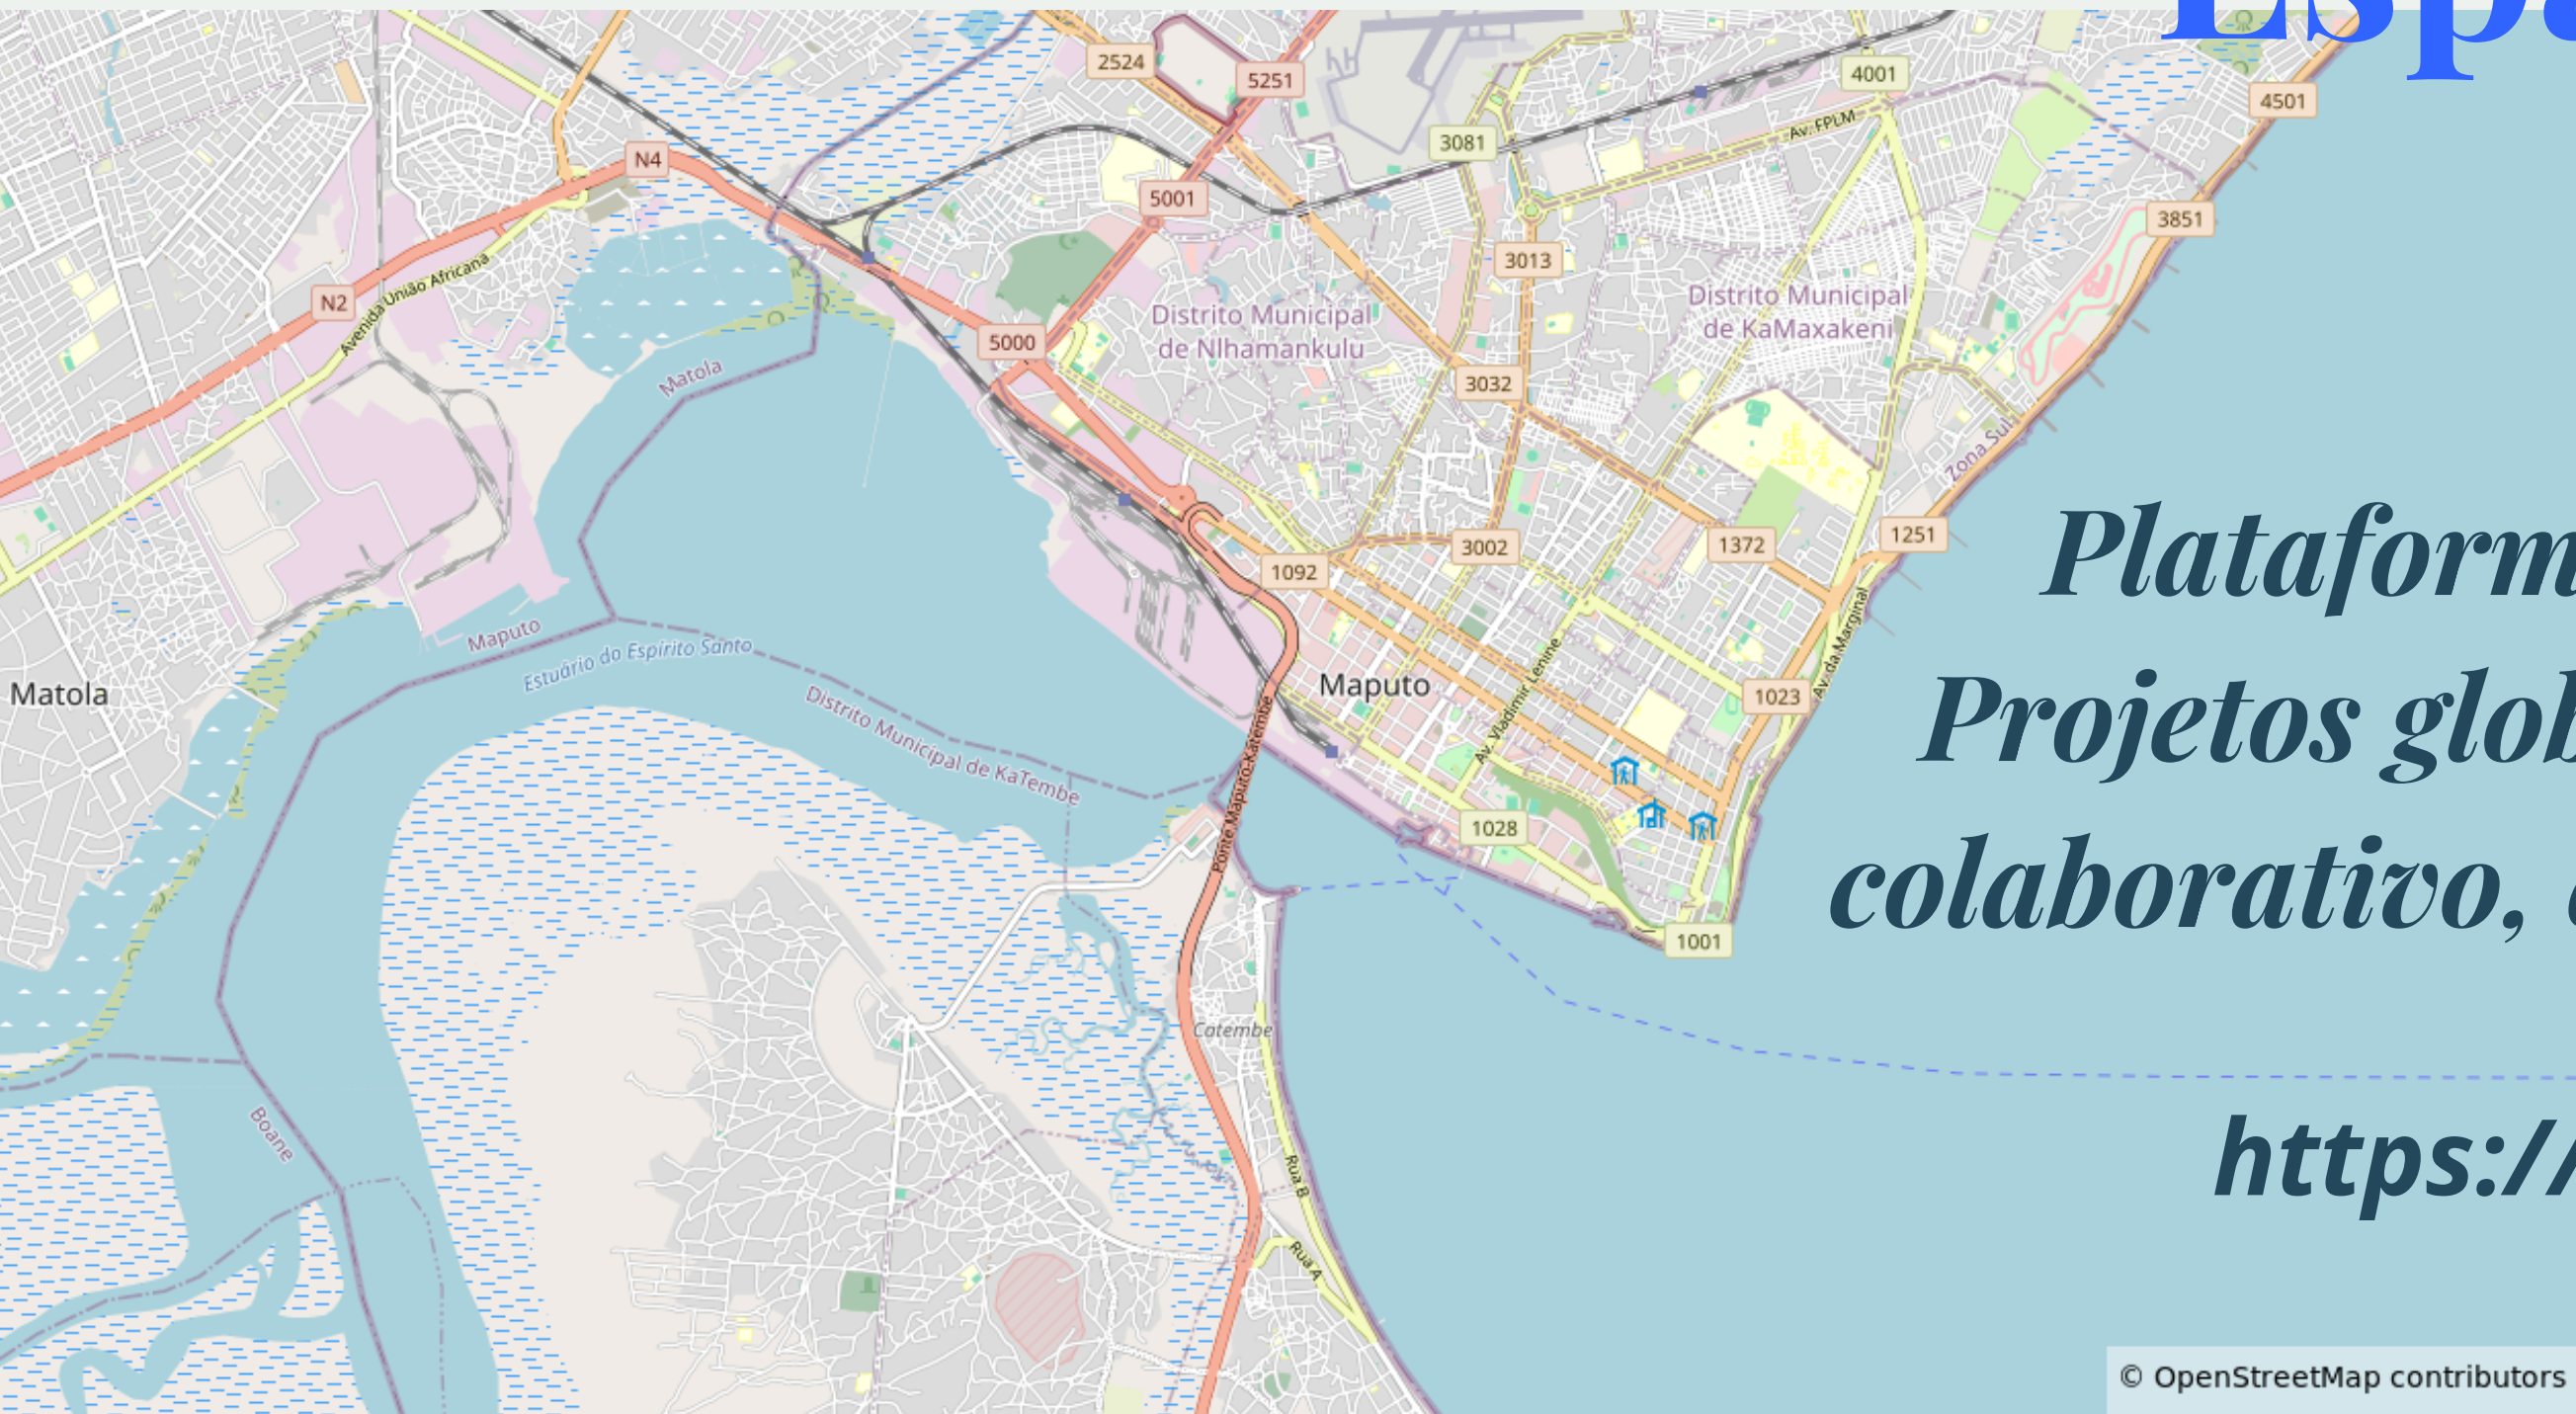 Espa
2524
5251
4001
4501
3081
Av. FPLM
N4
5001
3851
3013
N2
Avenida União Africana
Distrito Municipal
de Nlhamankulu
Distrito Municipal
de KaMaxakeni
5000
Matola
3032
Zona Sul
Plataform
1251
1372
3002
1092
Maputo
Estuário do Espírito Santo
Av. da Marginal
Matola
Maputo
Av. Vladimir Lenine
1023
Projetos glob
Distrito Municipal de KaTembe
Ponte Maputo-Katembe
1028
colaborativo,
1001
Catembe
Boane
Rua B
https://
Rua A
© OpenStreetMap contributors